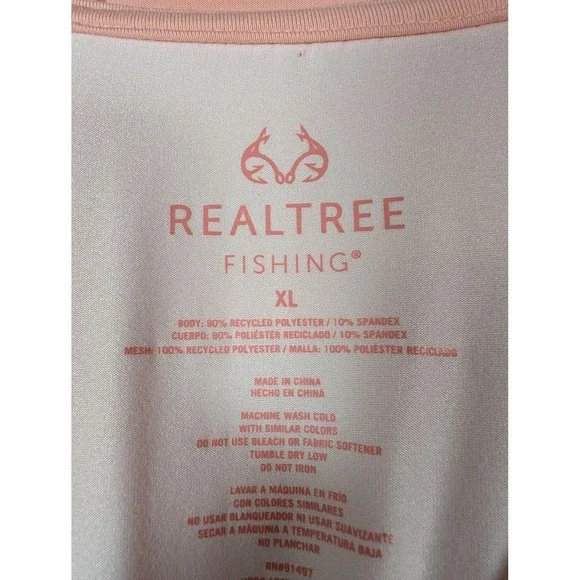 REALTREE
FISHING®
XL
BODY: 90% RECYCLED POLYESTER / 10% SPANDEX
CUERPO: 90% POLIÉSTER RECICLADO / 10% SPANDEX
MESH: 100% RECYCLED POLYESTER / MALLA: 100% POLIÉSTER RECICLADO
MADE IN CHINA
HECHO EN CHINA
MACHINE WASH COLD
WITH SIMILAR COLORS
DO NOT USE BLEACH OR FABRIC SOFTENER
TUMBLE DRY LOW
DO NOT IRON
LAVAR A MÁQUINA EN FRÍO
CON COLORES SIMILARES
NO USAR BLANQUEADOR NI USAR SUAVIZANTE
SECAR A MÁQUINA A TEMPERATURA BAJA
NO PLANCHAR
RN#91497